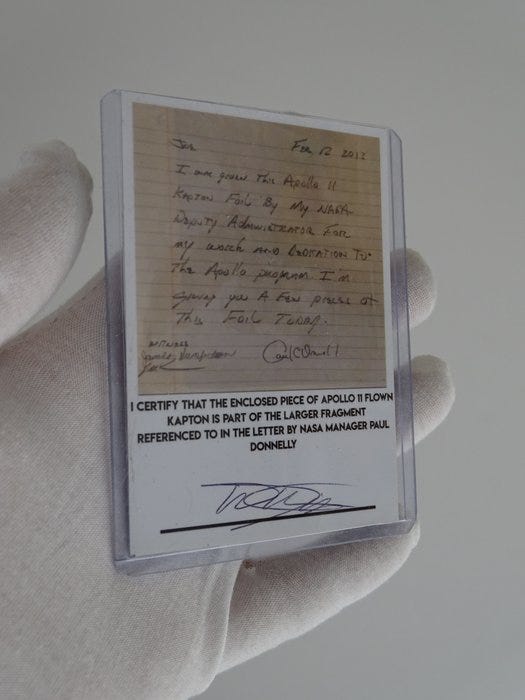 Joe Feb 12 2013
I am given this Apollo 11
Kapton Foil By My NASA
Deputy Administrator For
my work and Dedication To
The Apollo program. I'm
giving you A Few pieces of
This Foil Today.
WITNESS
Paul C Donnelly
I CERTIFY THAT THE ENCLOSED PIECE OF APOLLO 11 FLOWN
KAPTON IS PART OF THE LARGER FRAGMENT
REFERENCED TO IN THE LETTER BY NASA MANAGER PAUL
DONNELLY